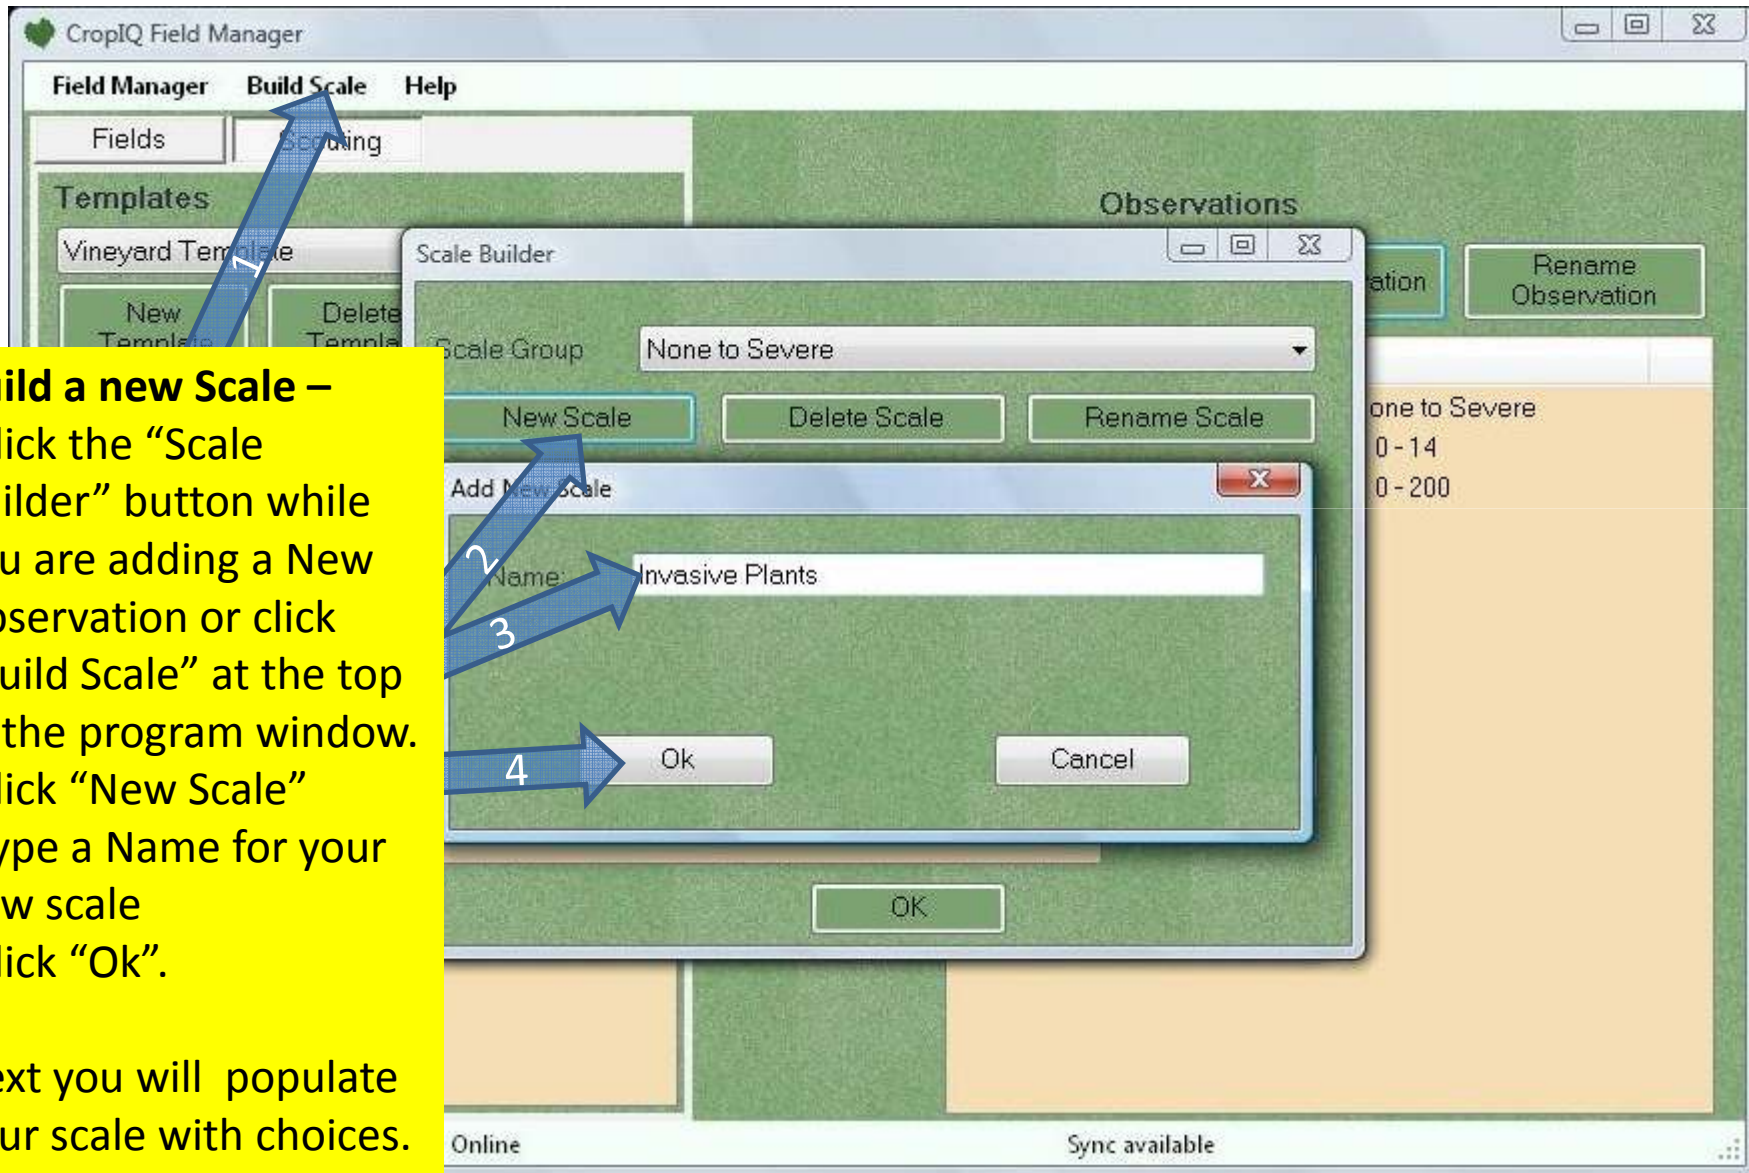 CropIQ Field Manager
Field Manager Build Scale Help
Fields
Templates
Observations
Vineyard Template
Scale Builder
Rename
Observation
New
Delete
Template
Scale Group None to Severe
New Scale Delete Scale Rename Scale
one to Severe
0 - 14
0 - 200
Add New Scale
Name: Invasive Plants
Ok Cancel
OK
1
2
3
4
ild a new Scale –
lick the “Scale
ilder” button while
u are adding a New
bservation or click
uild Scale” at the top
the program window.
lick “New Scale”
ype a Name for your
w scale
lick “Ok”.
ext you will populate
ur scale with choices.
Online Sync available